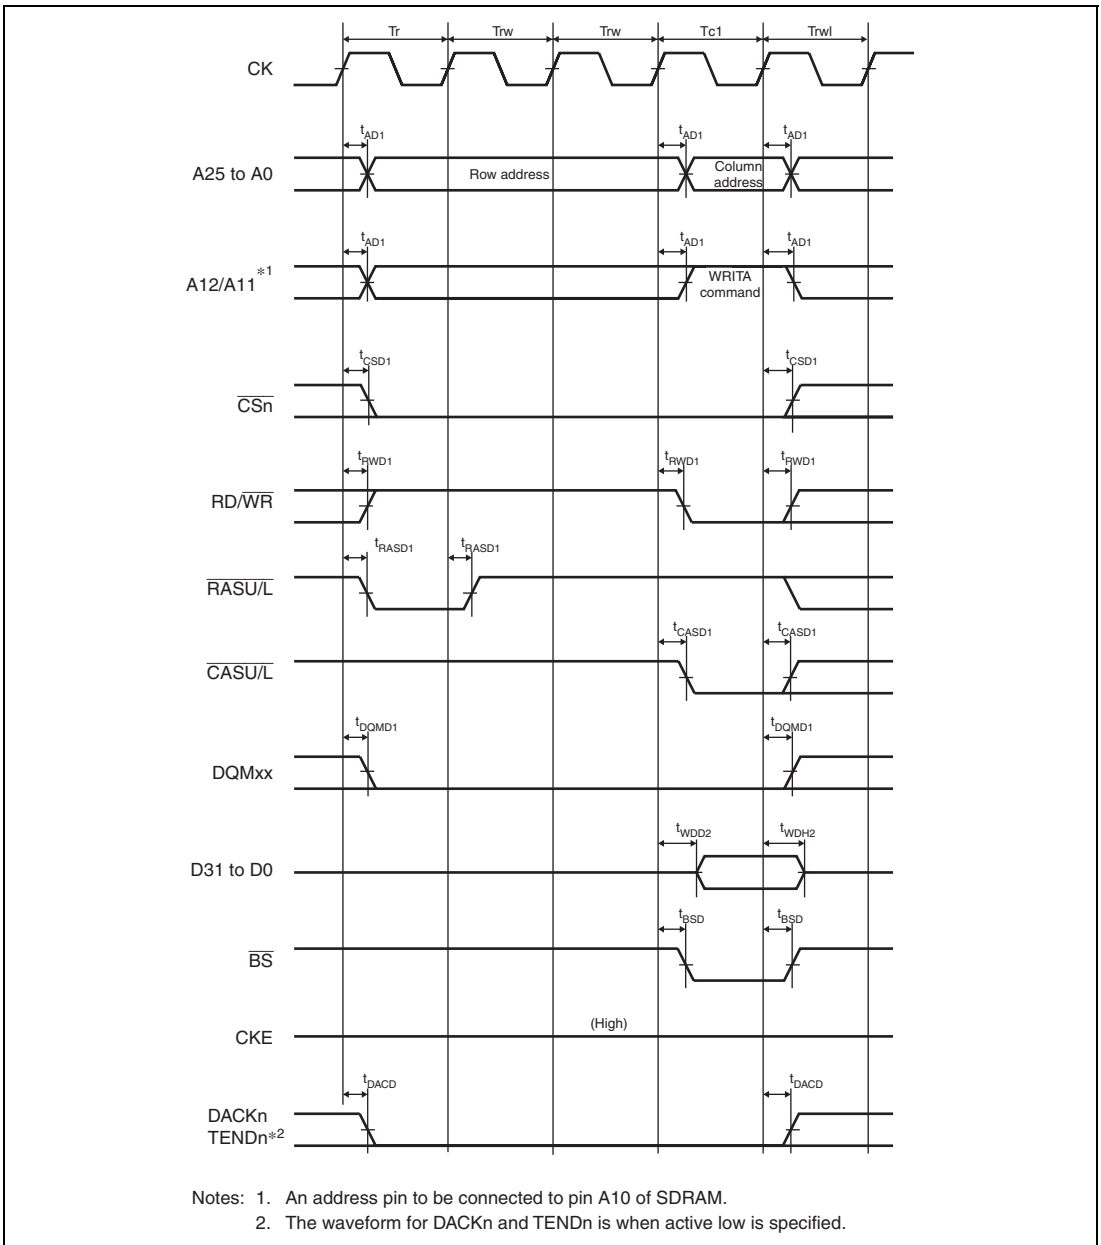 Tr Trw Trw Tc1 Trwl
CK
tAD1 tAD1 tAD1
A25 to A0 Row address Column address
tAD1 tAD1 tAD1
A12/A11*1 WRITA command
tCSD1 tCSD1
CSn
tRWD1 tRWD1 tRWD1
RD/WR
tRASD1 tRASD1
RASU/L
tCASD1 tCASD1
CASU/L
tDQMD1 tDQMD1
DQMxx
tWDD2 tWDH2
D31 to D0
tBSD tBSD
BS
(High)
CKE
tDACD tDACD
DACKn
TENDn*2
Notes: 1. An address pin to be connected to pin A10 of SDRAM.
2. The waveform for DACKn and TENDn is when active low is specified.